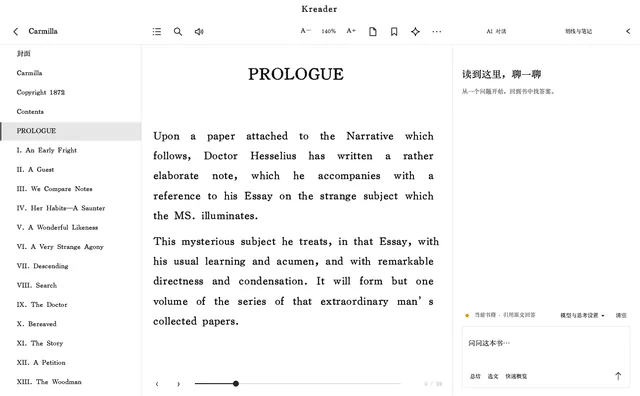 Kreader
Carmilla
A−
140%
A+
AI 对话
划线与笔记
封面
Carmilla
Copyright 1872
Contents
PROLOGUE
I. An Early Fright
II. A Guest
III. We Compare Notes
IV. Her Habits—A Saunter
V. A Wonderful Likeness
VI. A Very Strange Agony
VII. Descending
VIII. Search
IX. The Doctor
X. Bereaved
XI. The Story
XII. A Petition
XIII. The Woodman
PROLOGUE
Upon a paper attached to the Narrative which
follows, Doctor Hesselius has written a rather
elaborate note, which he accompanies with a
reference to his Essay on the strange subject which
the MS. illuminates.
This mysterious subject he treats, in that Essay, with
his usual learning and acumen, and with remarkable
directness and condensation. It will form but one
volume of the series of that extraordinary man's
collected papers.
读到这里，聊一聊
从一个问题开始，回到书中找答案。
当前书籍 · 引用原文回答
模型与思考设置
问问这本书…
总结
选文
快速概览